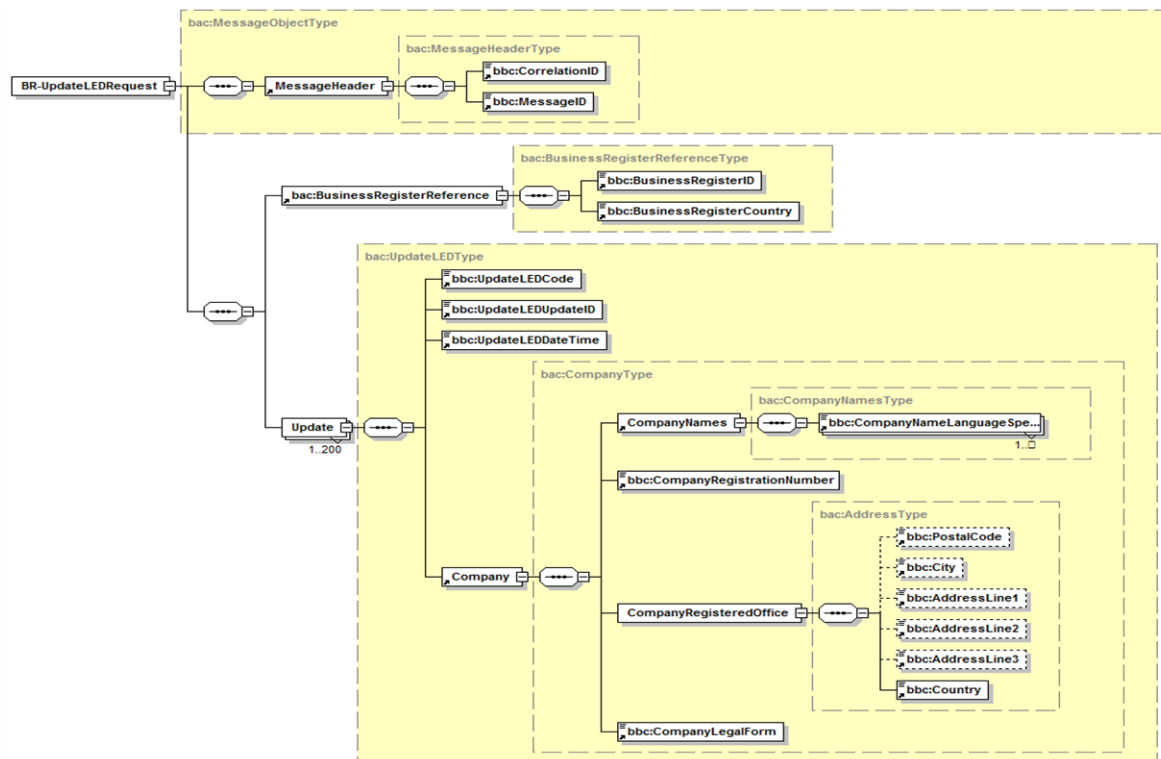 bac:MessageObjectType
bac:MessageHeaderType
BR-UpdateLEDRequest
MessageHeader
bbc:CorrelationID
bbc:MessageID
bac:BusinessRegisterReferenceType
bac:BusinessRegisterReference
bbc:BusinessRegisterID
bbc:BusinessRegisterCountry
bac:UpdateLEDType
bbc:UpdateLEDCode
bbc:UpdateLEDUpdateID
bbc:UpdateLEDDateTime
bac:CompanyType
bac:CompanyNamesType
CompanyNames
bbc:CompanyNameLanguageSpe...
1..□
Update
1..200
bbc:CompanyRegistrationNumber
bac:AddressType
bbc:PostalCode
bbc:City
Company
bbc:AddressLine1
CompanyRegisteredOffice
bbc:AddressLine2
bbc:AddressLine3
bbc:Country
bbc:CompanyLegalForm